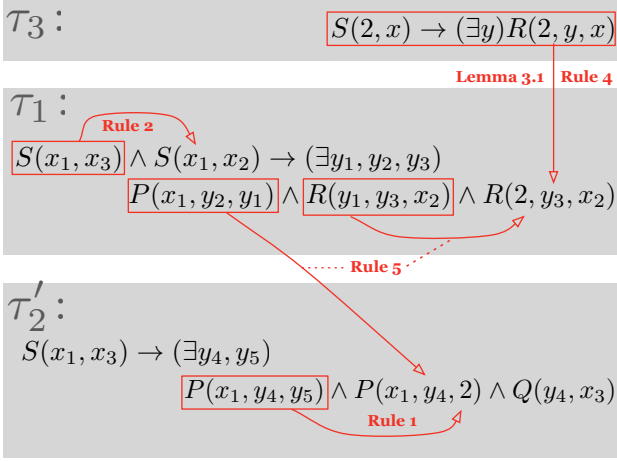 τ₃ :
S(2, x) → (∃y)R(2, y, x)
Lemma 3.1 Rule 4
τ₁ :
Rule 2
S(x₁, x₃) ∧ S(x₁, x₂) → (∃y₁, y₂, y₃)
P(x₁, y₂, y₁) ∧ R(y₁, y₃, x₂) ∧ R(2, y₃, x₂)
Rule 5
τ₂′ :
S(x₁, x₃) → (∃y₄, y₅)
P(x₁, y₄, y₅) ∧ P(x₁, y₄, 2) ∧ Q(y₄, x₃)
Rule 1